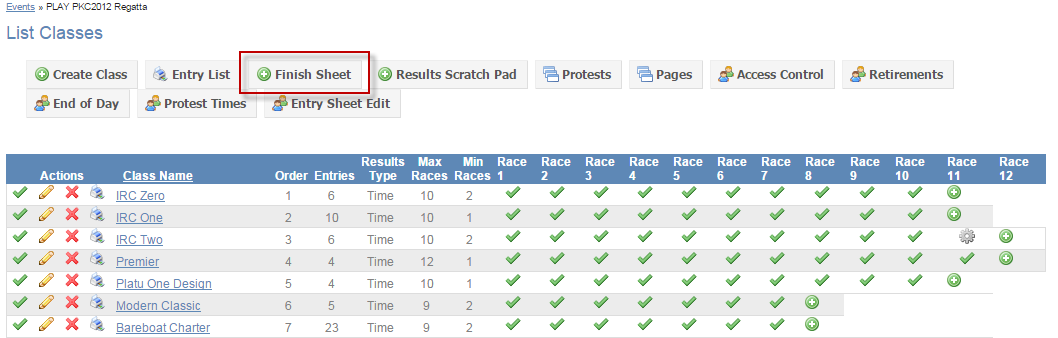 Events » PLAY PKC2012 Regatta
List Classes
Create Class Entry List Finish Sheet Results Scratch Pad Protests Pages Access Control Retirements
End of Day Protest Times Entry Sheet Edit
Results Max Min Race Race Race Race Race Race Race Race Race Race Race Race
Actions Class Name Order Entries Type Races Races 1 2 3 4 5 6 7 8 9 10 11 12
IRC Zero 1 6 Time 10 2
IRC One 2 10 Time 10 1
IRC Two 3 6 Time 10 2
Premier 4 4 Time 12 1
Platu One Design 5 4 Time 10 1
Modern Classic 6 5 Time 9 2
Bareboat Charter 7 23 Time 9 2